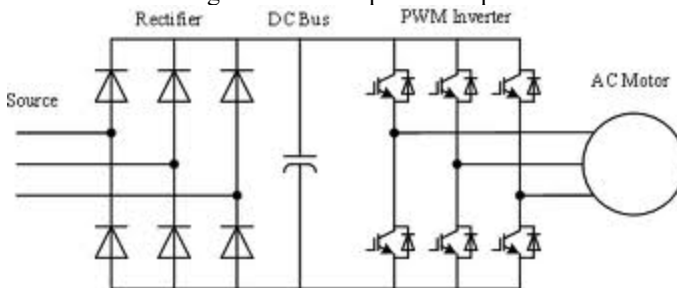 Rectifier
DC Bus
PWM Inverter
Source
AC Motor